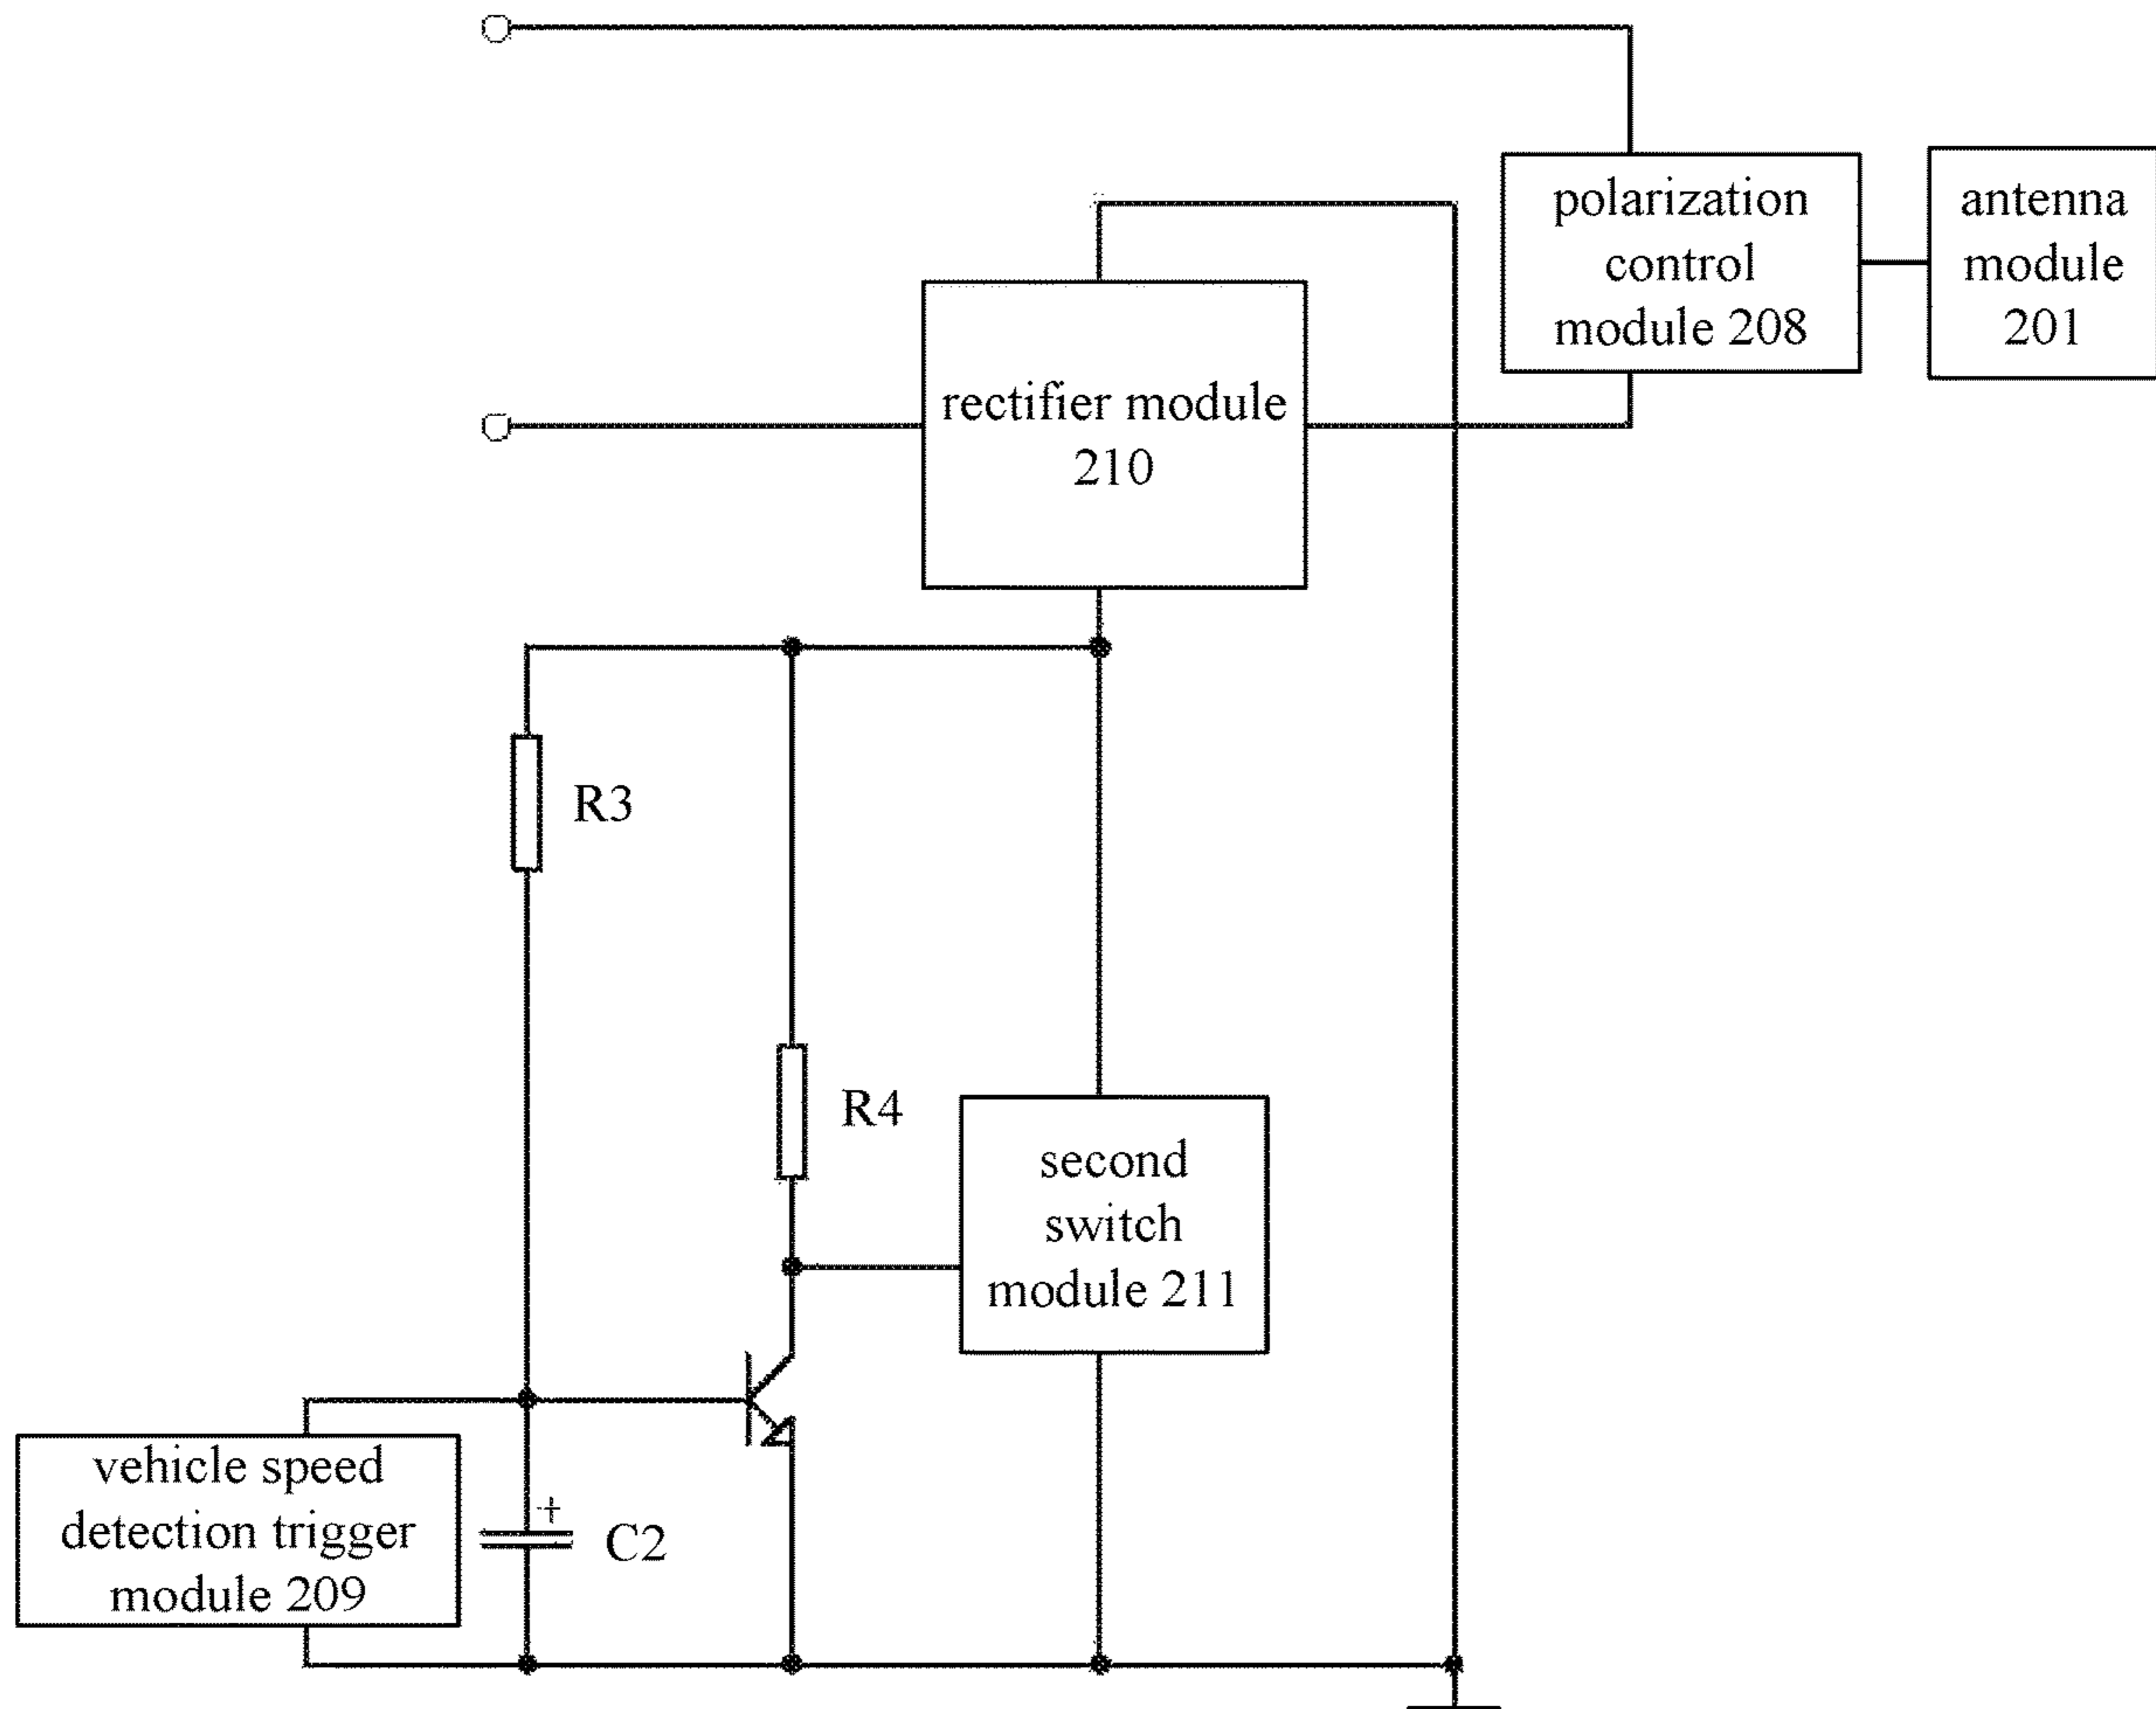 polarization
control
module 208
antenna
module
201
rectifier module
210
R3
R4
second
switch
module 211
vehicle speed
detection trigger
module 209
+
C2